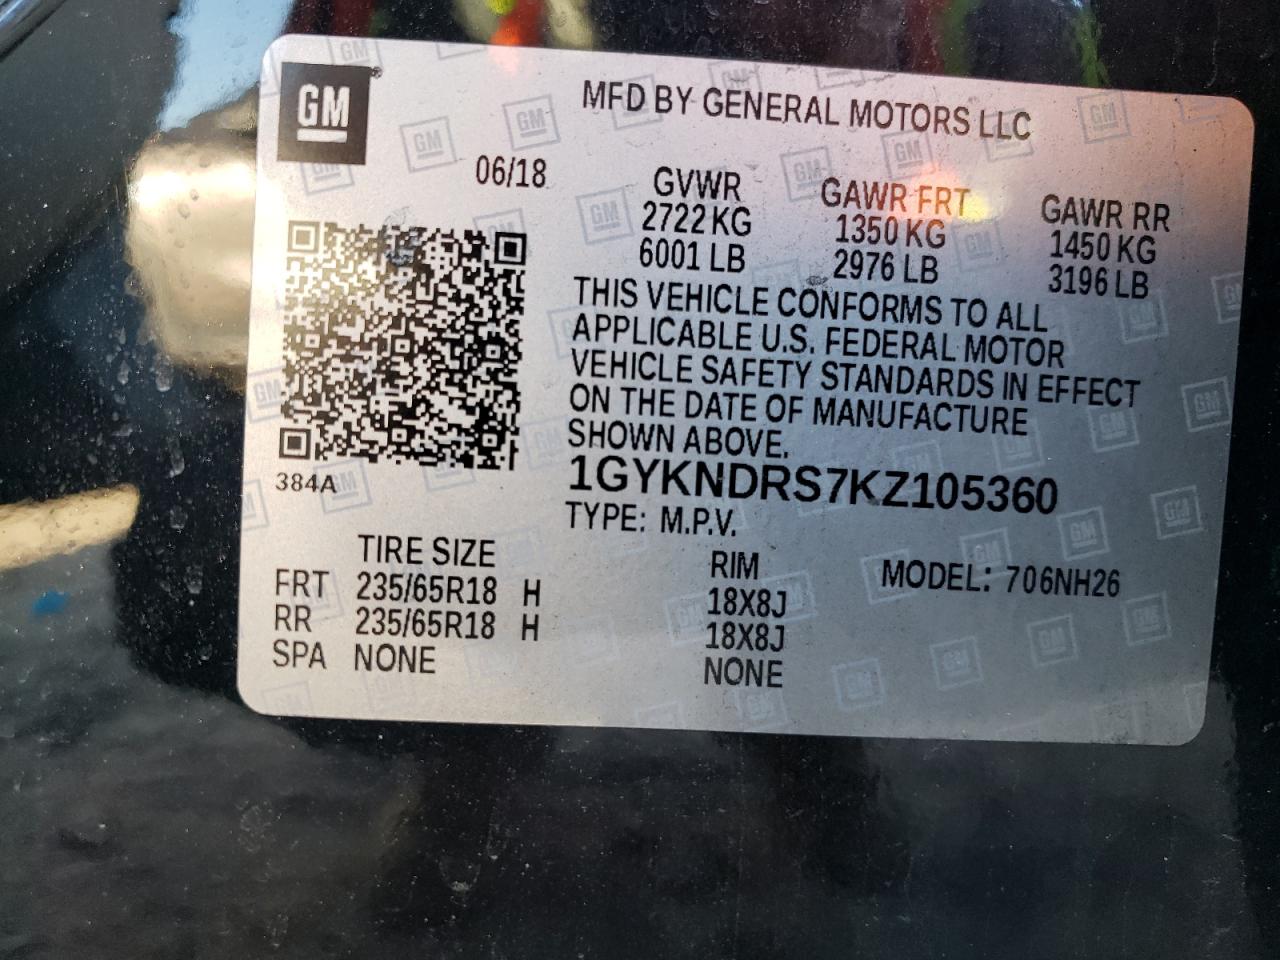 GM
MFD BY GENERAL MOTORS LLC
06/18
GVWR GAWR FRT GAWR RR
2722 KG 1350 KG 1450 KG
6001 LB 2976 LB 3196 LB
THIS VEHICLE CONFORMS TO ALL
APPLICABLE U.S. FEDERAL MOTOR
VEHICLE SAFETY STANDARDS IN EFFECT
ON THE DATE OF MANUFACTURE
SHOWN ABOVE.
384A
1GYKNDRS7KZ105360
TYPE: M.P.V.
TIRE SIZE RIM MODEL: 706NH26
FRT 235/65R18 H 18X8J
RR 235/65R18 H 18X8J
SPA NONE NONE